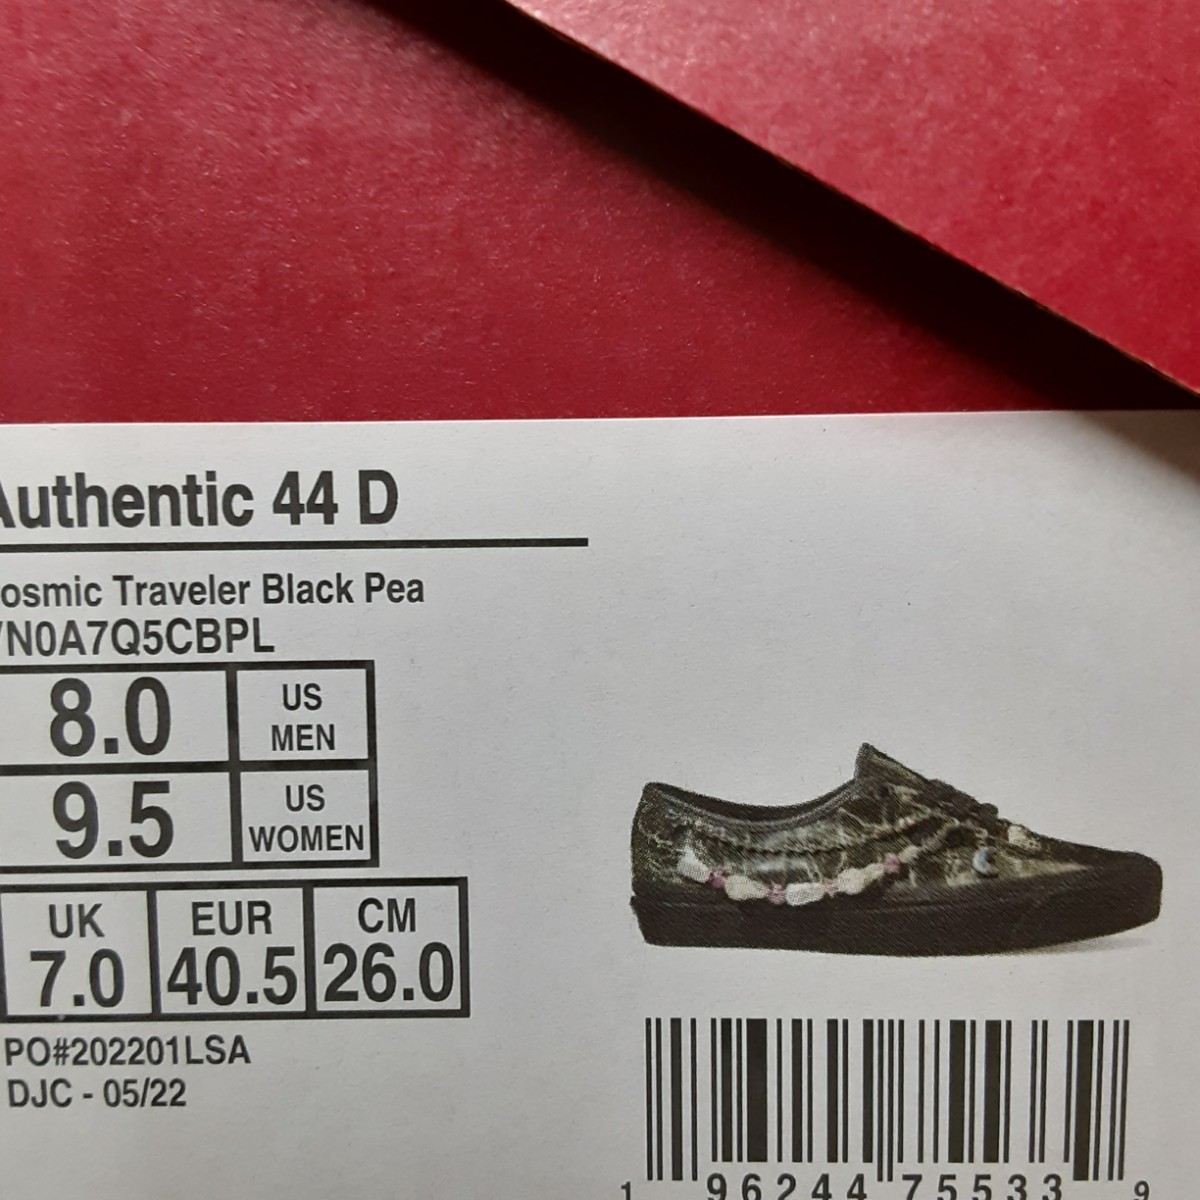 Authentic 44 D
osmic Traveler Black Pea
VN0A7Q5CBPL
8.0 US MEN
9.5 US WOMEN
UK EUR CM
7.0 40.5 26.0
PO#202201LSA
DJC - 05/22
1 96244 75533 9